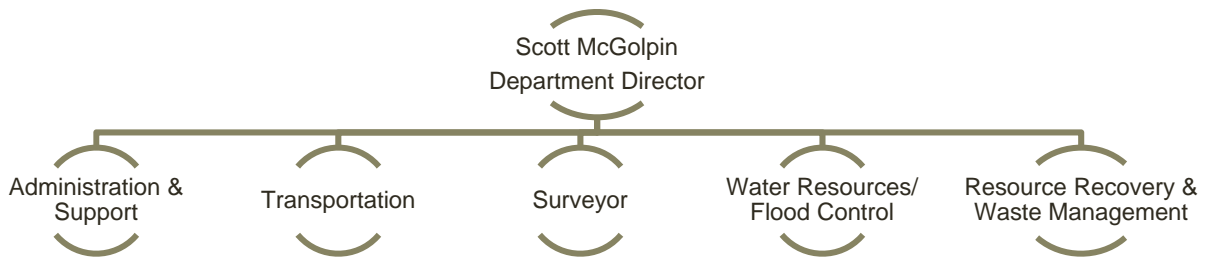 Scott McGolpin
Department Director
Administration &
Support
Transportation
Surveyor
Water Resources/
Flood Control
Resource Recovery &
Waste Management